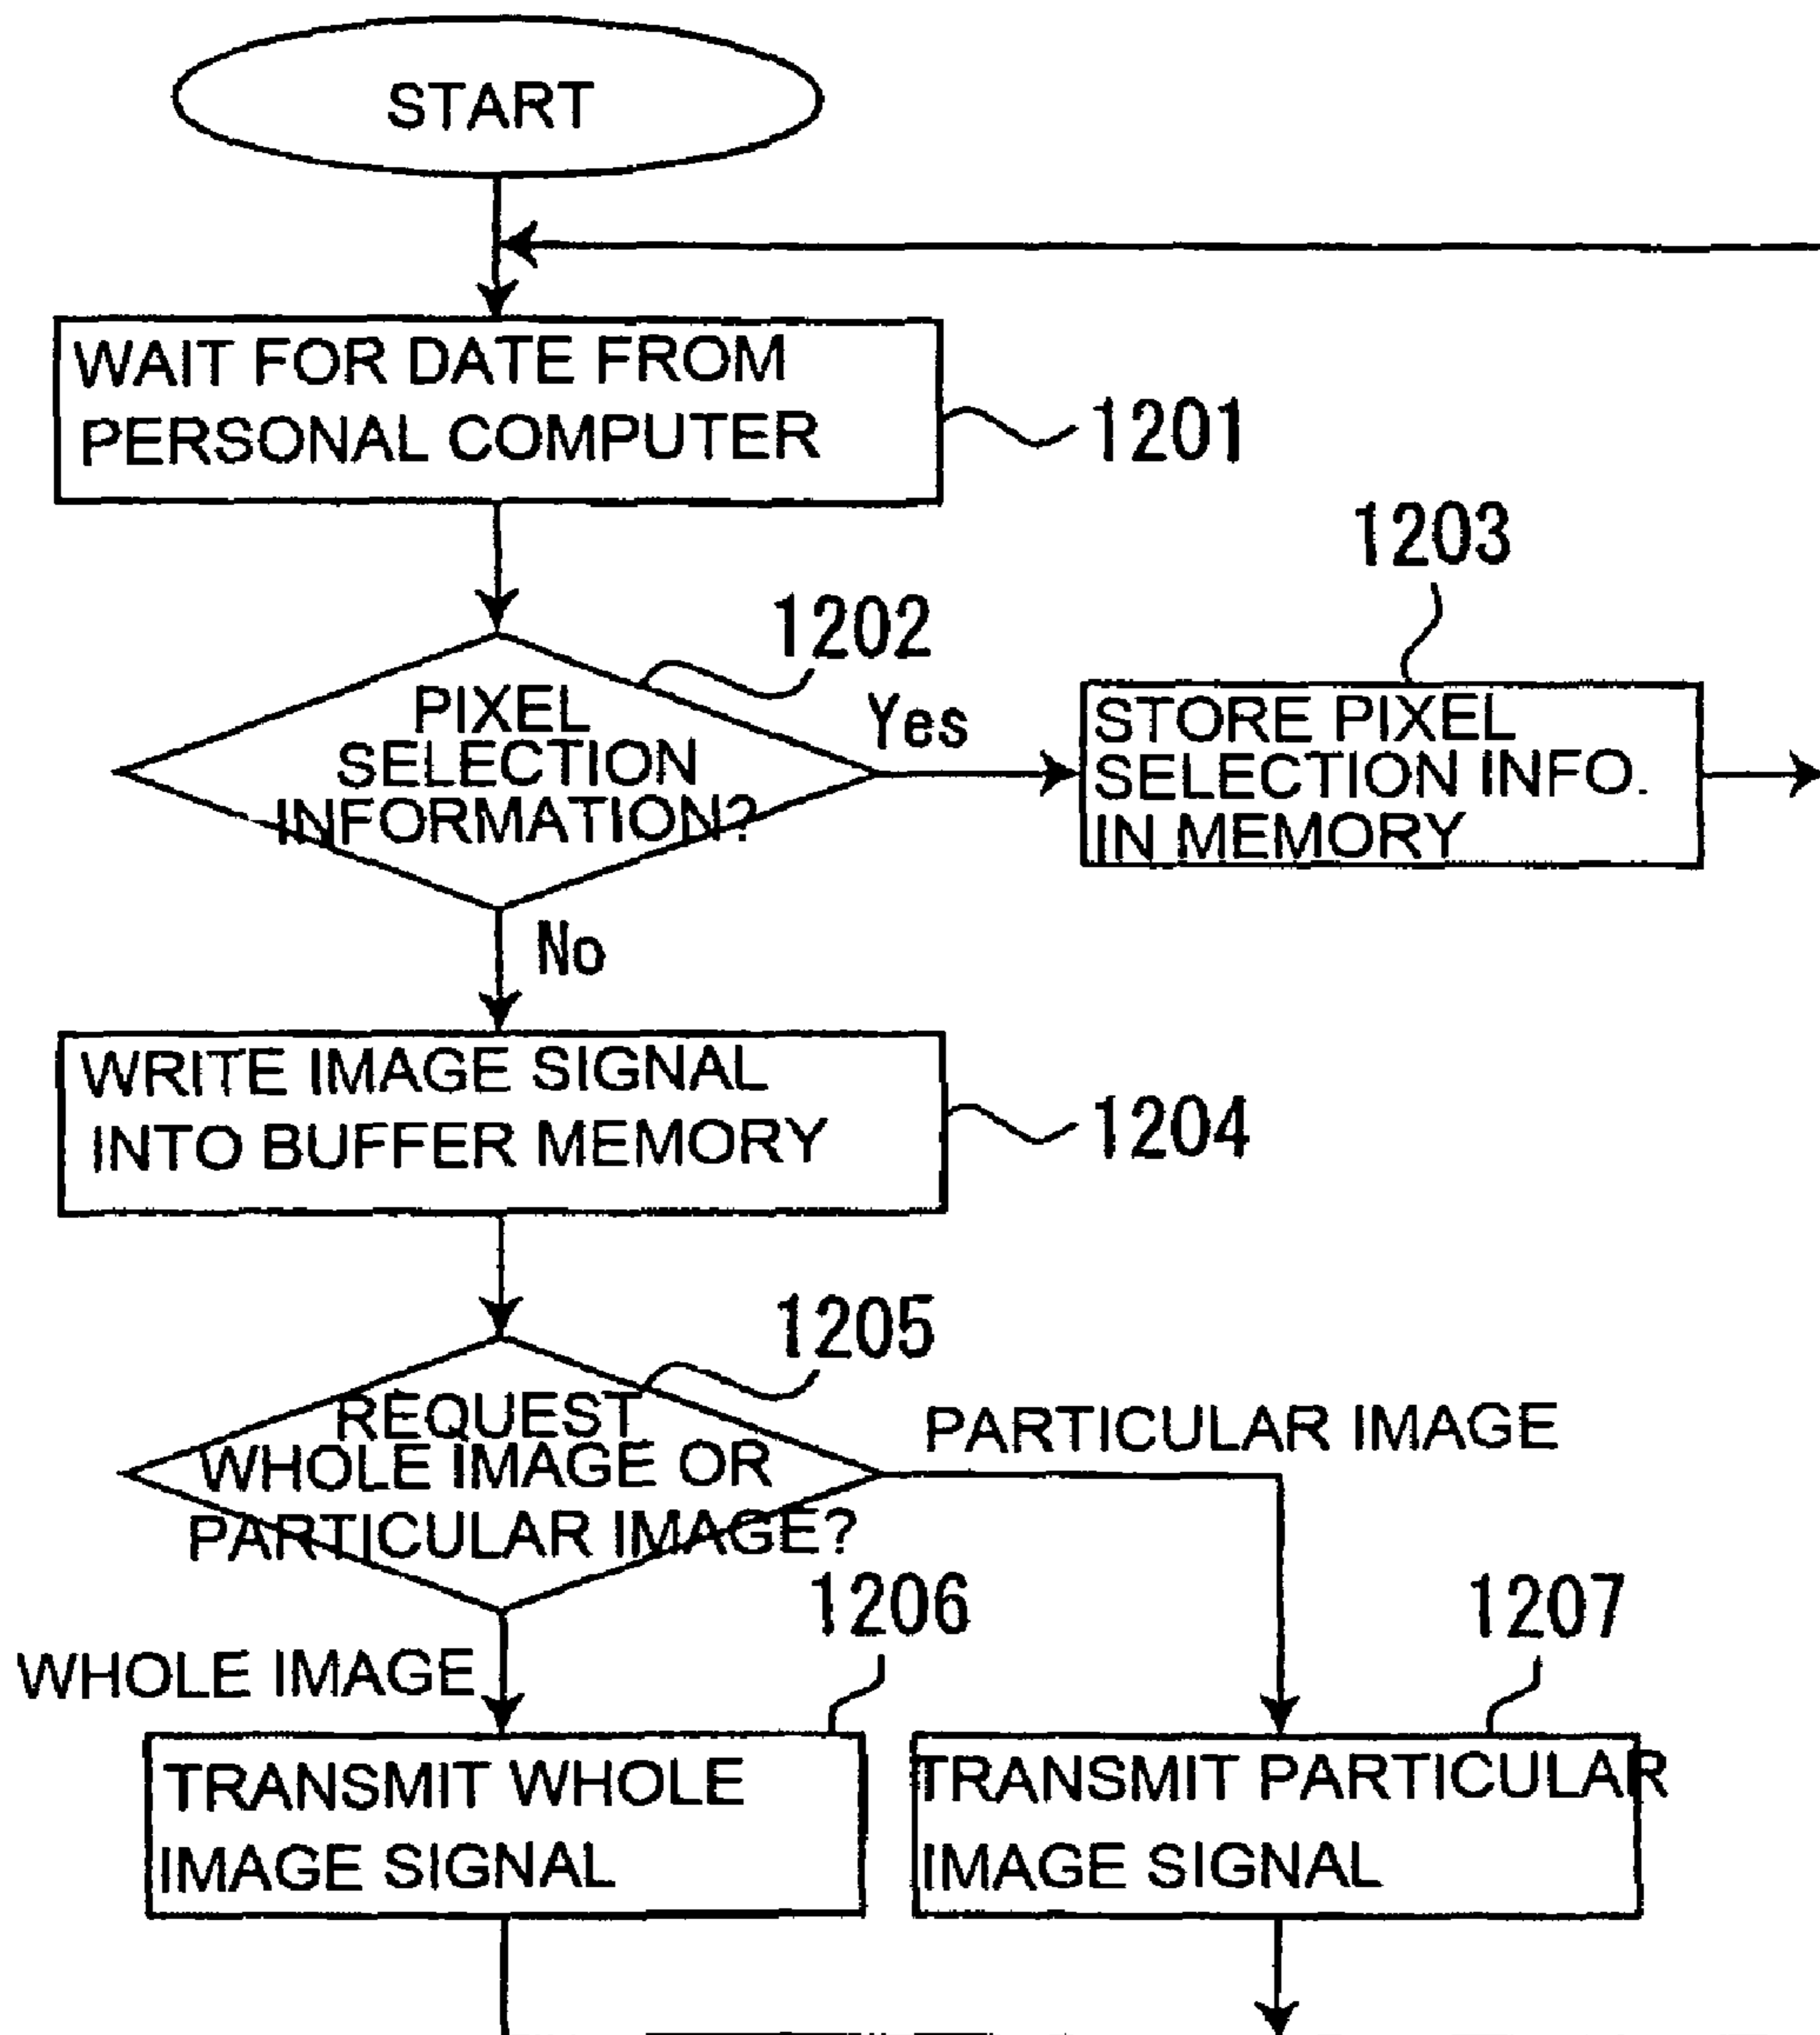 START
WAIT FOR DATE FROM
PERSONAL COMPUTER
1201
1202
1203
PIXEL
SELECTION
INFORMATION?
Yes
STORE PIXEL
SELECTION INFO.
IN MEMORY
No
WRITE IMAGE SIGNAL
INTO BUFFER MEMORY
1204
1205
REQUEST
WHOLE IMAGE OR
PARTICULAR IMAGE?
PARTICULAR IMAGE
WHOLE IMAGE
1206
1207
TRANSMIT WHOLE
IMAGE SIGNAL
TRANSMIT PARTICULAR
IMAGE SIGNAL